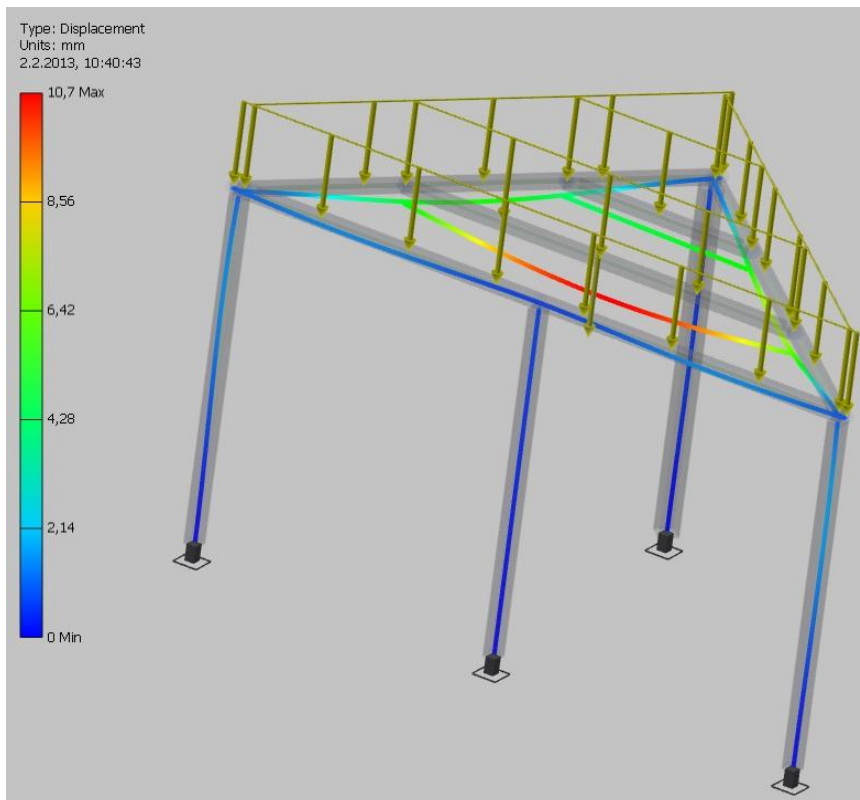 Type: Displacement
Units: mm
2.2.2013, 10:40:43
10,7 Max
8,56
6,42
4,28
2,14
0 Min